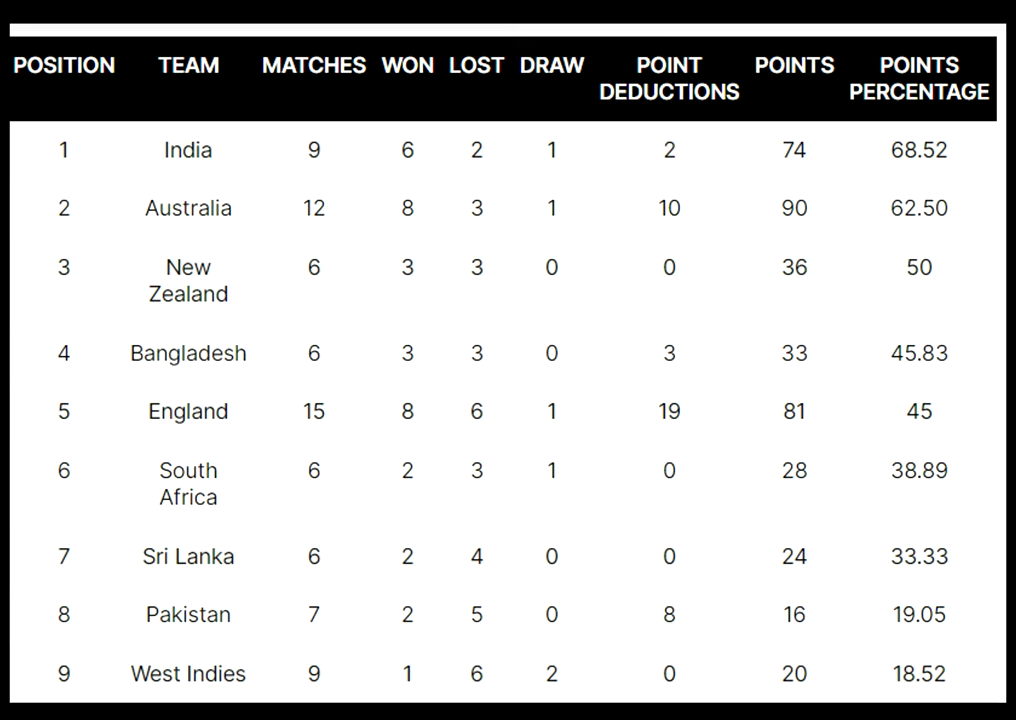 POSITION TEAM MATCHES WON LOST DRAW POINT DEDUCTIONS POINTS POINTS PERCENTAGE
1 India 9 6 2 1 2 74 68.52
2 Australia 12 8 3 1 10 90 62.50
3 New Zealand 6 3 3 0 0 36 50
4 Bangladesh 6 3 3 0 3 33 45.83
5 England 15 8 6 1 19 81 45
6 South Africa 6 2 3 1 0 28 38.89
7 Sri Lanka 6 2 4 0 0 24 33.33
8 Pakistan 7 2 5 0 8 16 19.05
9 West Indies 9 1 6 2 0 20 18.52